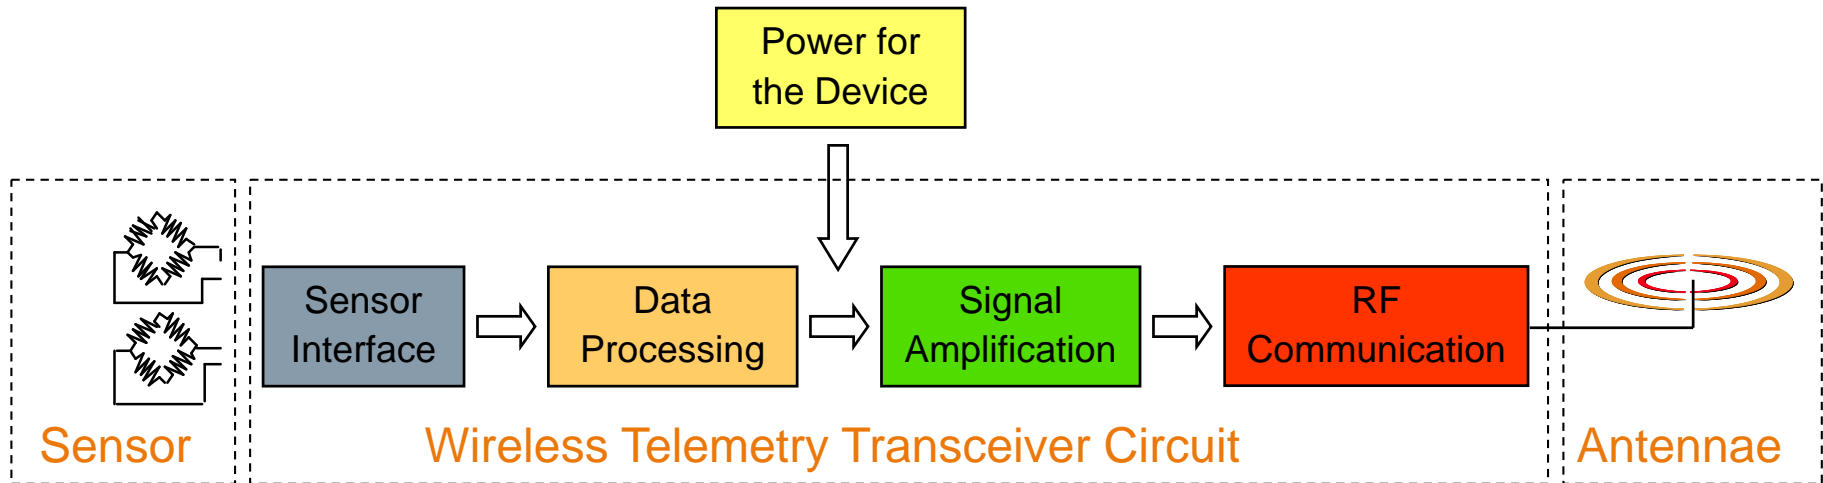 Power for
the Device
Sensor
Interface
Data
Processing
Signal
Amplification
RF
Communication
Sensor
Wireless Telemetry Transceiver Circuit
Antennae